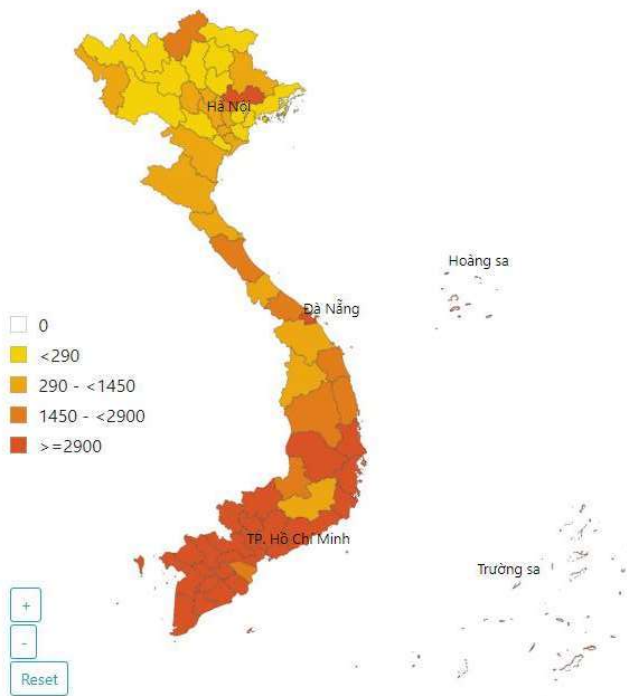 Hà Nội
Hoàng sa
Đà Nẵng
0
<290
290 - <1450
1450 - <2900
>=2900
TP. Hồ Chí Minh
Trường sa
+
-
Reset